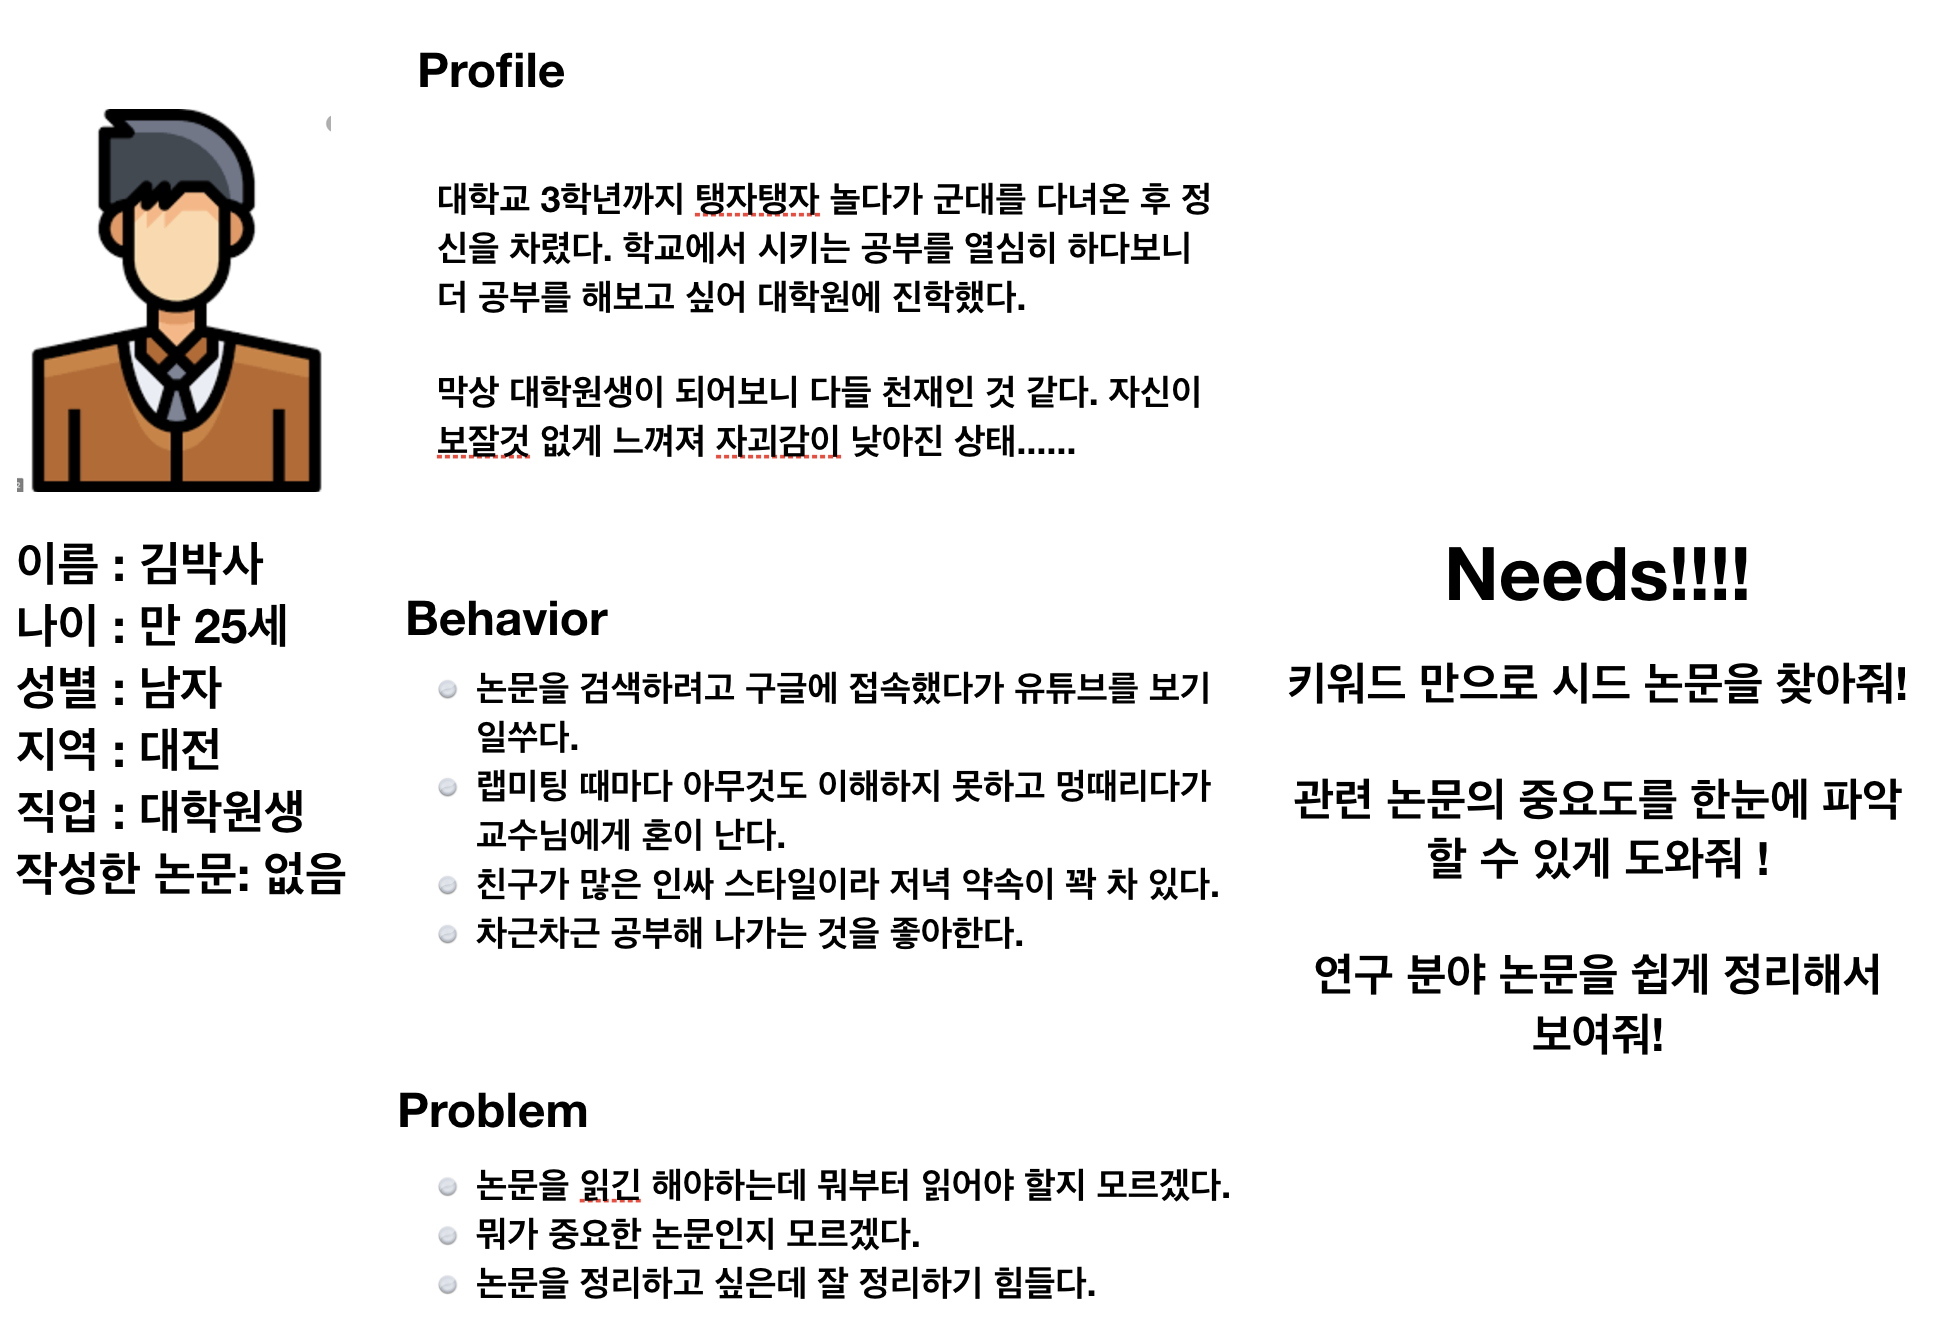 Profile
대학교 3학년까지 탱자탱자 놀다가 군대를 다녀온 후 정
신을 차렸다. 학교에서 시키는 공부를 열심히 하다보니
더 공부를 해보고 싶어 대학원에 진학했다.
막상 대학원생이 되어보니 다들 천재인 것 같다. 자신이
보잘것 없게 느껴져 자괴감이 낮아진 상태......
이름 : 김박사
나이 : 만 25세
성별 : 남자
지역 : 대전
직업 : 대학원생
작성한 논문: 없음
Behavior
논문을 검색하려고 구글에 접속했다가 유튜브를 보기
일쑤다.
랩미팅 때마다 아무것도 이해하지 못하고 멍때리다가
교수님에게 혼이 난다.
친구가 많은 인싸 스타일이라 저녁 약속이 꽉 차 있다.
차근차근 공부해 나가는 것을 좋아한다.
Problem
논문을 읽긴 해야하는데 뭐부터 읽어야 할지 모르겠다.
뭐가 중요한 논문인지 모르겠다.
논문을 정리하고 싶은데 잘 정리하기 힘들다.
Needs!!!!
키워드 만으로 시드 논문을 찾아줘!
관련 논문의 중요도를 한눈에 파악
할 수 있게 도와줘 !
연구 분야 논문을 쉽게 정리해서
보여줘!